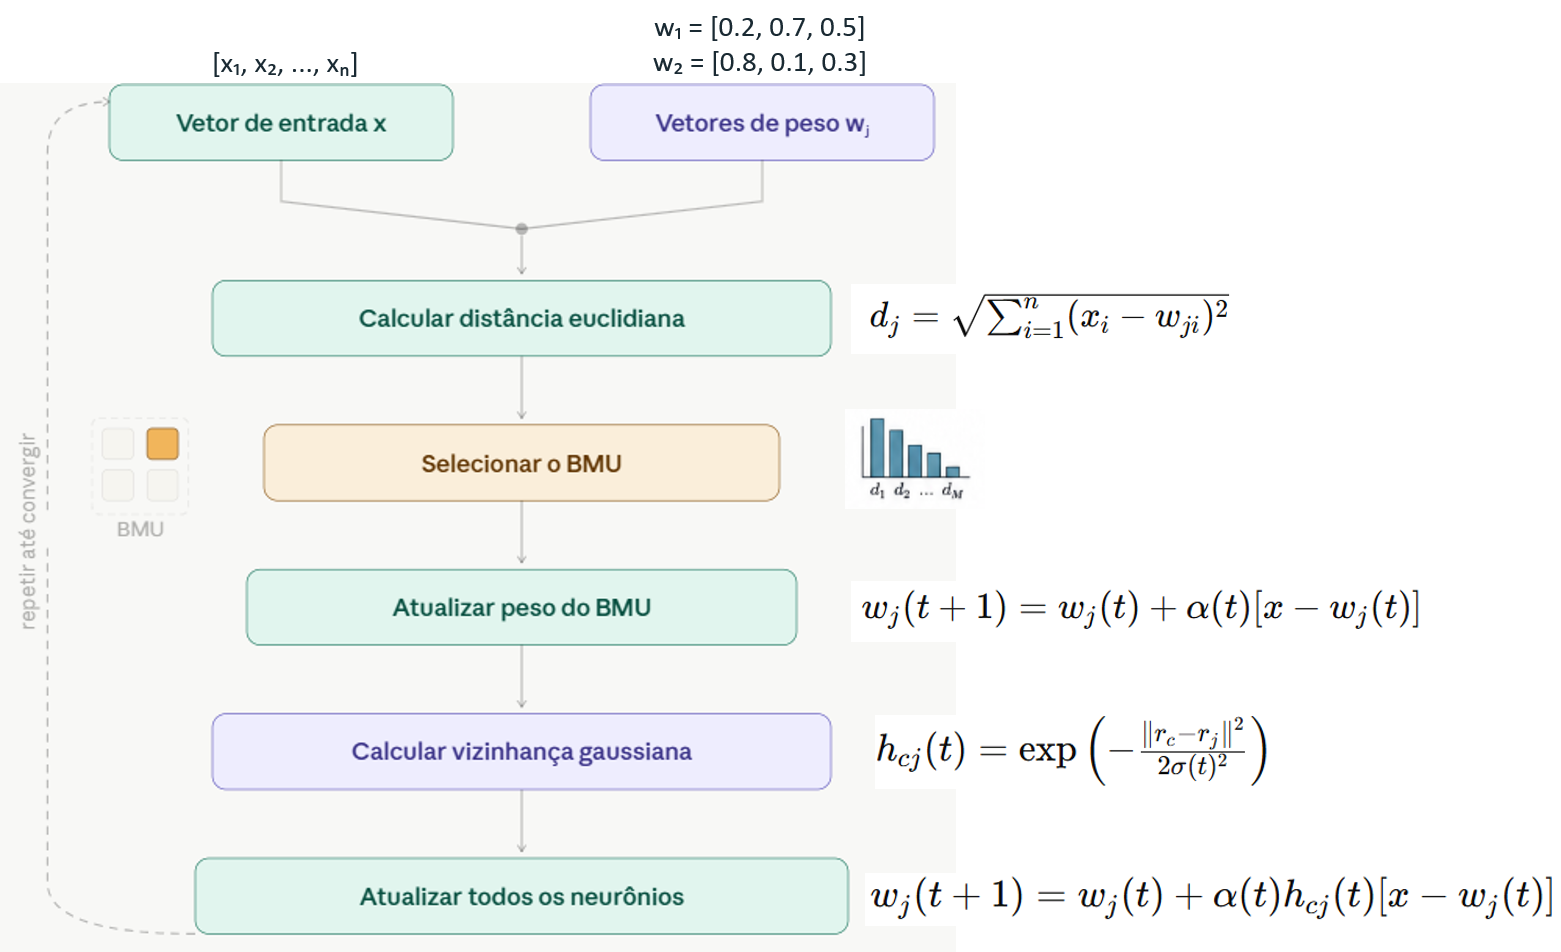 w₁ = [0.2, 0.7, 0.5]
[x₁, x₂, ..., xₙ]
w₂ = [0.8, 0.1, 0.3]
Vetor de entrada x
Vetores de peso wⱼ
Calcular distância euclidiana
dⱼ = √∑ⁿᵢ₌₁(xᵢ − wⱼᵢ)²
repetir até convergir
BMU
Selecionar o BMU
d₁ d₂ ... d_M
Atualizar peso do BMU
wⱼ(t + 1) = wⱼ(t) + α(t)[x − wⱼ(t)]
Calcular vizinhança gaussiana
h_cj(t) = exp(−‖r_c−r_j‖²/2σ(t)²)
Atualizar todos os neurônios
wⱼ(t + 1) = wⱼ(t) + α(t)h_cj(t)[x − wⱼ(t)]